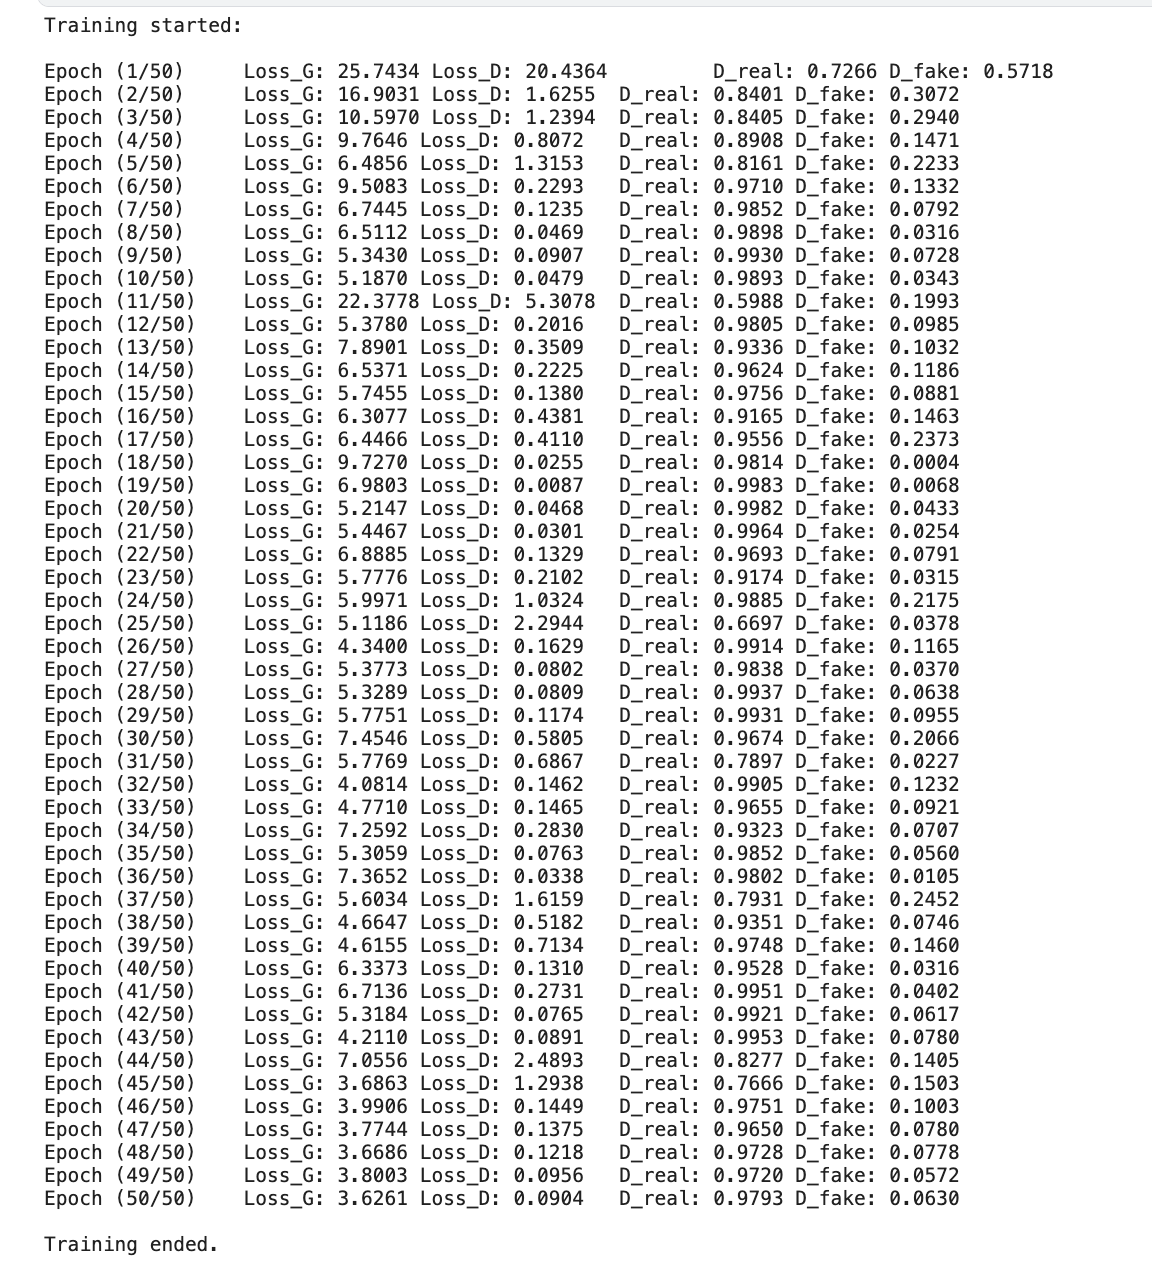 Training started:
Epoch (1/50) Loss_G: 25.7434 Loss_D: 20.4364 D_real: 0.7266 D_fake: 0.5718
Epoch (2/50) Loss_G: 16.9031 Loss_D: 1.6255 D_real: 0.8401 D_fake: 0.3072
Epoch (3/50) Loss_G: 10.5970 Loss_D: 1.2394 D_real: 0.8405 D_fake: 0.2940
Epoch (4/50) Loss_G: 9.7646 Loss_D: 0.8072 D_real: 0.8908 D_fake: 0.1471
Epoch (5/50) Loss_G: 6.4856 Loss_D: 1.3153 D_real: 0.8161 D_fake: 0.2233
Epoch (6/50) Loss_G: 9.5083 Loss_D: 0.2293 D_real: 0.9710 D_fake: 0.1332
Epoch (7/50) Loss_G: 6.7445 Loss_D: 0.1235 D_real: 0.9852 D_fake: 0.0792
Epoch (8/50) Loss_G: 6.5112 Loss_D: 0.0469 D_real: 0.9898 D_fake: 0.0316
Epoch (9/50) Loss_G: 5.3430 Loss_D: 0.0907 D_real: 0.9930 D_fake: 0.0728
Epoch (10/50) Loss_G: 5.1870 Loss_D: 0.0479 D_real: 0.9893 D_fake: 0.0343
Epoch (11/50) Loss_G: 22.3778 Loss_D: 5.3078 D_real: 0.5988 D_fake: 0.1993
Epoch (12/50) Loss_G: 5.3780 Loss_D: 0.2016 D_real: 0.9805 D_fake: 0.0985
Epoch (13/50) Loss_G: 7.8901 Loss_D: 0.3509 D_real: 0.9336 D_fake: 0.1032
Epoch (14/50) Loss_G: 6.5371 Loss_D: 0.2225 D_real: 0.9624 D_fake: 0.1186
Epoch (15/50) Loss_G: 5.7455 Loss_D: 0.1380 D_real: 0.9756 D_fake: 0.0881
Epoch (16/50) Loss_G: 6.3077 Loss_D: 0.4381 D_real: 0.9165 D_fake: 0.1463
Epoch (17/50) Loss_G: 6.4466 Loss_D: 0.4110 D_real: 0.9556 D_fake: 0.2373
Epoch (18/50) Loss_G: 9.7270 Loss_D: 0.0255 D_real: 0.9814 D_fake: 0.0004
Epoch (19/50) Loss_G: 6.9803 Loss_D: 0.0087 D_real: 0.9983 D_fake: 0.0068
Epoch (20/50) Loss_G: 5.2147 Loss_D: 0.0468 D_real: 0.9982 D_fake: 0.0433
Epoch (21/50) Loss_G: 5.4467 Loss_D: 0.0301 D_real: 0.9964 D_fake: 0.0254
Epoch (22/50) Loss_G: 6.8885 Loss_D: 0.1329 D_real: 0.9693 D_fake: 0.0791
Epoch (23/50) Loss_G: 5.7776 Loss_D: 0.2102 D_real: 0.9174 D_fake: 0.0315
Epoch (24/50) Loss_G: 5.9971 Loss_D: 1.0324 D_real: 0.9885 D_fake: 0.2175
Epoch (25/50) Loss_G: 5.1186 Loss_D: 2.2944 D_real: 0.6697 D_fake: 0.0378
Epoch (26/50) Loss_G: 4.3400 Loss_D: 0.1629 D_real: 0.9914 D_fake: 0.1165
Epoch (27/50) Loss_G: 5.3773 Loss_D: 0.0802 D_real: 0.9838 D_fake: 0.0370
Epoch (28/50) Loss_G: 5.3289 Loss_D: 0.0809 D_real: 0.9937 D_fake: 0.0638
Epoch (29/50) Loss_G: 5.7751 Loss_D: 0.1174 D_real: 0.9931 D_fake: 0.0955
Epoch (30/50) Loss_G: 7.4546 Loss_D: 0.5805 D_real: 0.9674 D_fake: 0.2066
Epoch (31/50) Loss_G: 5.7769 Loss_D: 0.6867 D_real: 0.7897 D_fake: 0.0227
Epoch (32/50) Loss_G: 4.0814 Loss_D: 0.1462 D_real: 0.9905 D_fake: 0.1232
Epoch (33/50) Loss_G: 4.7710 Loss_D: 0.1465 D_real: 0.9655 D_fake: 0.0921
Epoch (34/50) Loss_G: 7.2592 Loss_D: 0.2830 D_real: 0.9323 D_fake: 0.0707
Epoch (35/50) Loss_G: 5.3059 Loss_D: 0.0763 D_real: 0.9852 D_fake: 0.0560
Epoch (36/50) Loss_G: 7.3652 Loss_D: 0.0338 D_real: 0.9802 D_fake: 0.0105
Epoch (37/50) Loss_G: 5.6034 Loss_D: 1.6159 D_real: 0.7931 D_fake: 0.2452
Epoch (38/50) Loss_G: 4.6647 Loss_D: 0.5182 D_real: 0.9351 D_fake: 0.0746
Epoch (39/50) Loss_G: 4.6155 Loss_D: 0.7134 D_real: 0.9748 D_fake: 0.1460
Epoch (40/50) Loss_G: 6.3373 Loss_D: 0.1310 D_real: 0.9528 D_fake: 0.0316
Epoch (41/50) Loss_G: 6.7136 Loss_D: 0.2731 D_real: 0.9951 D_fake: 0.0402
Epoch (42/50) Loss_G: 5.3184 Loss_D: 0.0765 D_real: 0.9921 D_fake: 0.0617
Epoch (43/50) Loss_G: 4.2110 Loss_D: 0.0891 D_real: 0.9953 D_fake: 0.0780
Epoch (44/50) Loss_G: 7.0556 Loss_D: 2.4893 D_real: 0.8277 D_fake: 0.1405
Epoch (45/50) Loss_G: 3.6863 Loss_D: 1.2938 D_real: 0.7666 D_fake: 0.1503
Epoch (46/50) Loss_G: 3.9906 Loss_D: 0.1449 D_real: 0.9751 D_fake: 0.1003
Epoch (47/50) Loss_G: 3.7744 Loss_D: 0.1375 D_real: 0.9650 D_fake: 0.0780
Epoch (48/50) Loss_G: 3.6686 Loss_D: 0.1218 D_real: 0.9728 D_fake: 0.0778
Epoch (49/50) Loss_G: 3.8003 Loss_D: 0.0956 D_real: 0.9720 D_fake: 0.0572
Epoch (50/50) Loss_G: 3.6261 Loss_D: 0.0904 D_real: 0.9793 D_fake: 0.0630
Training ended.